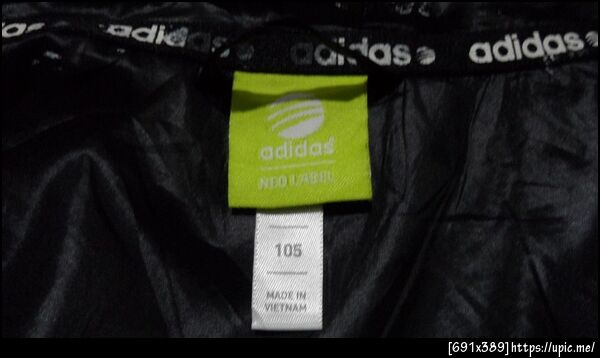 adidas adidas adidas
adidas
NEO LABEL
105
MADE IN
VIETNAM
[691x389]https://upic.me/